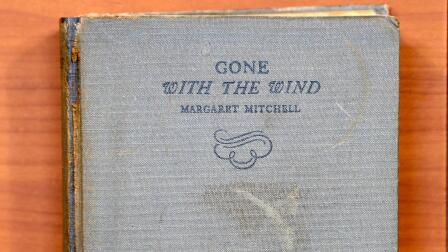 GONE
WITH THE WIND
MARGARET MITCHELL